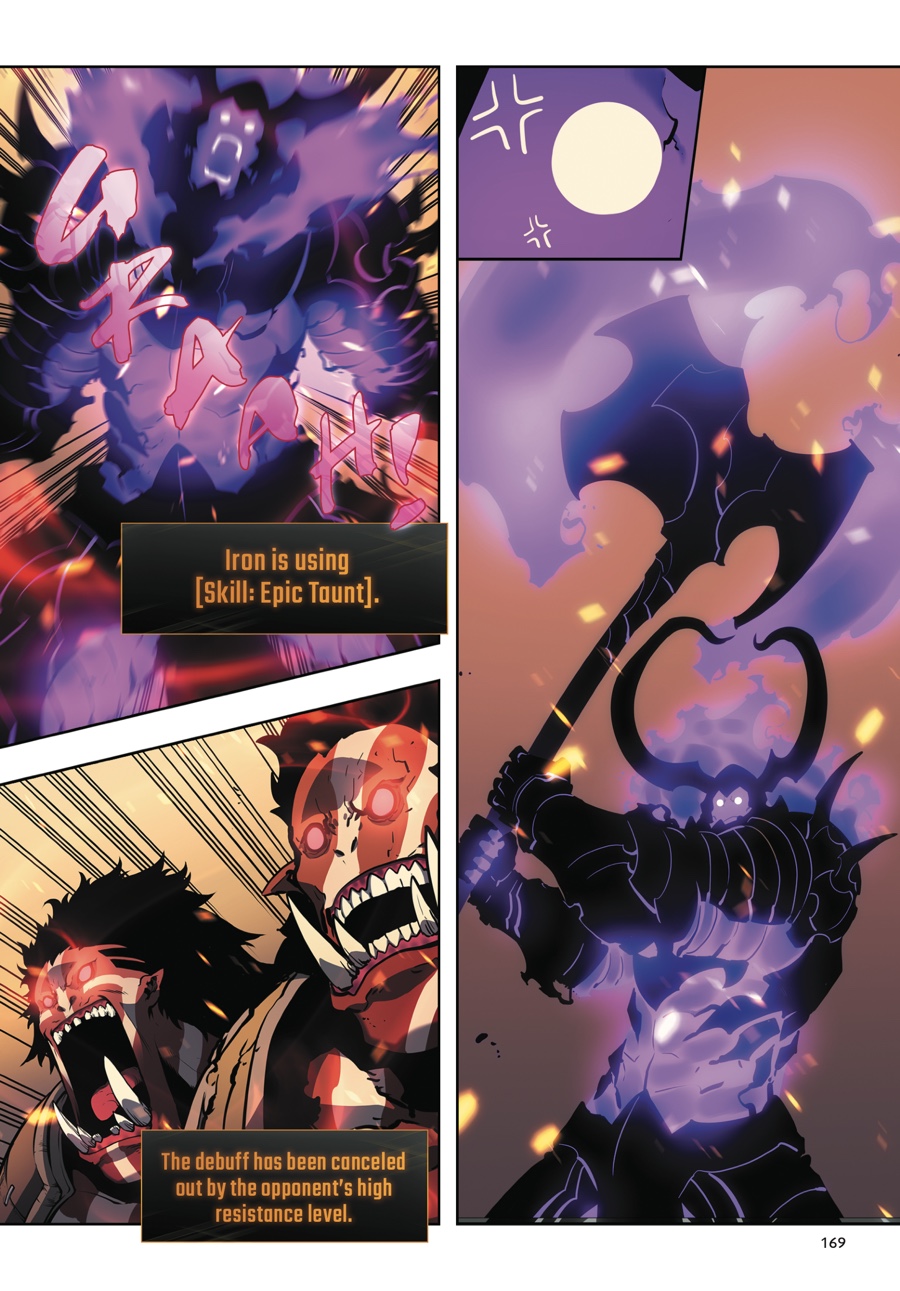 GRAAH!
Iron is using
[Skill: Epic Taunt].
The debuff has been canceled
out by the opponent's high
resistance level.
169